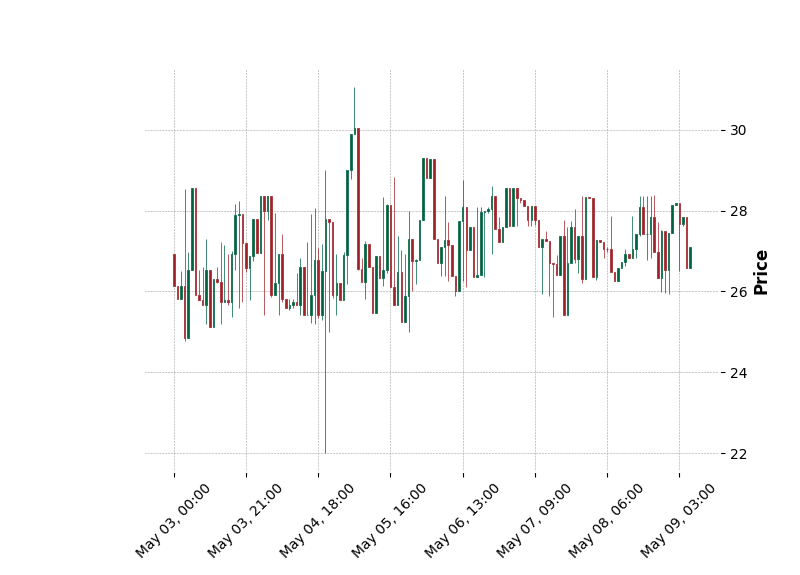 30
28
26
24
22
Price
May 03, 00:00
May 03, 21:00
May 04, 18:00
May 05, 16:00
May 06, 13:00
May 07, 09:00
May 08, 06:00
May 09, 03:00